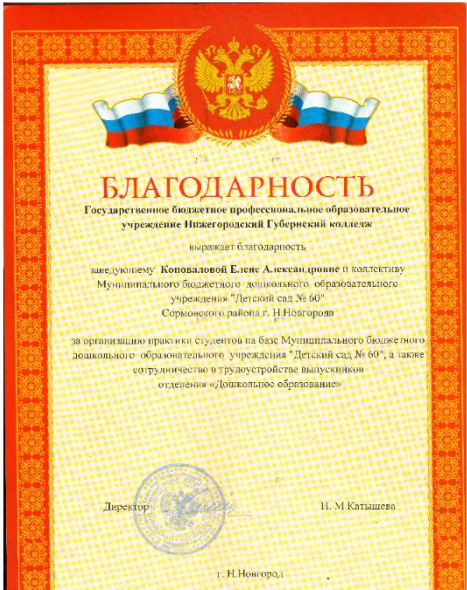 БЛАГОДАРНОСТЬ
Государственное бюджетное профессиональное образовательное
учреждение Нижегородский Губернский колледж
выражает благодарность
заведующему Коноваловой Елене Александровне и коллективу
Муниципального бюджетного дошкольного образовательного
учреждения "Детский сад № 60"
Сормовского района г. Н.Новгорода
за организацию практики студентов на базе Муниципального бюджетного
дошкольного образовательного учреждения "Детский сад № 60", а также
сотрудничество в трудоустройстве выпускников
отделения «Дошкольное образование»
Директор
Н. М.Катышева
г. Н.Новгород